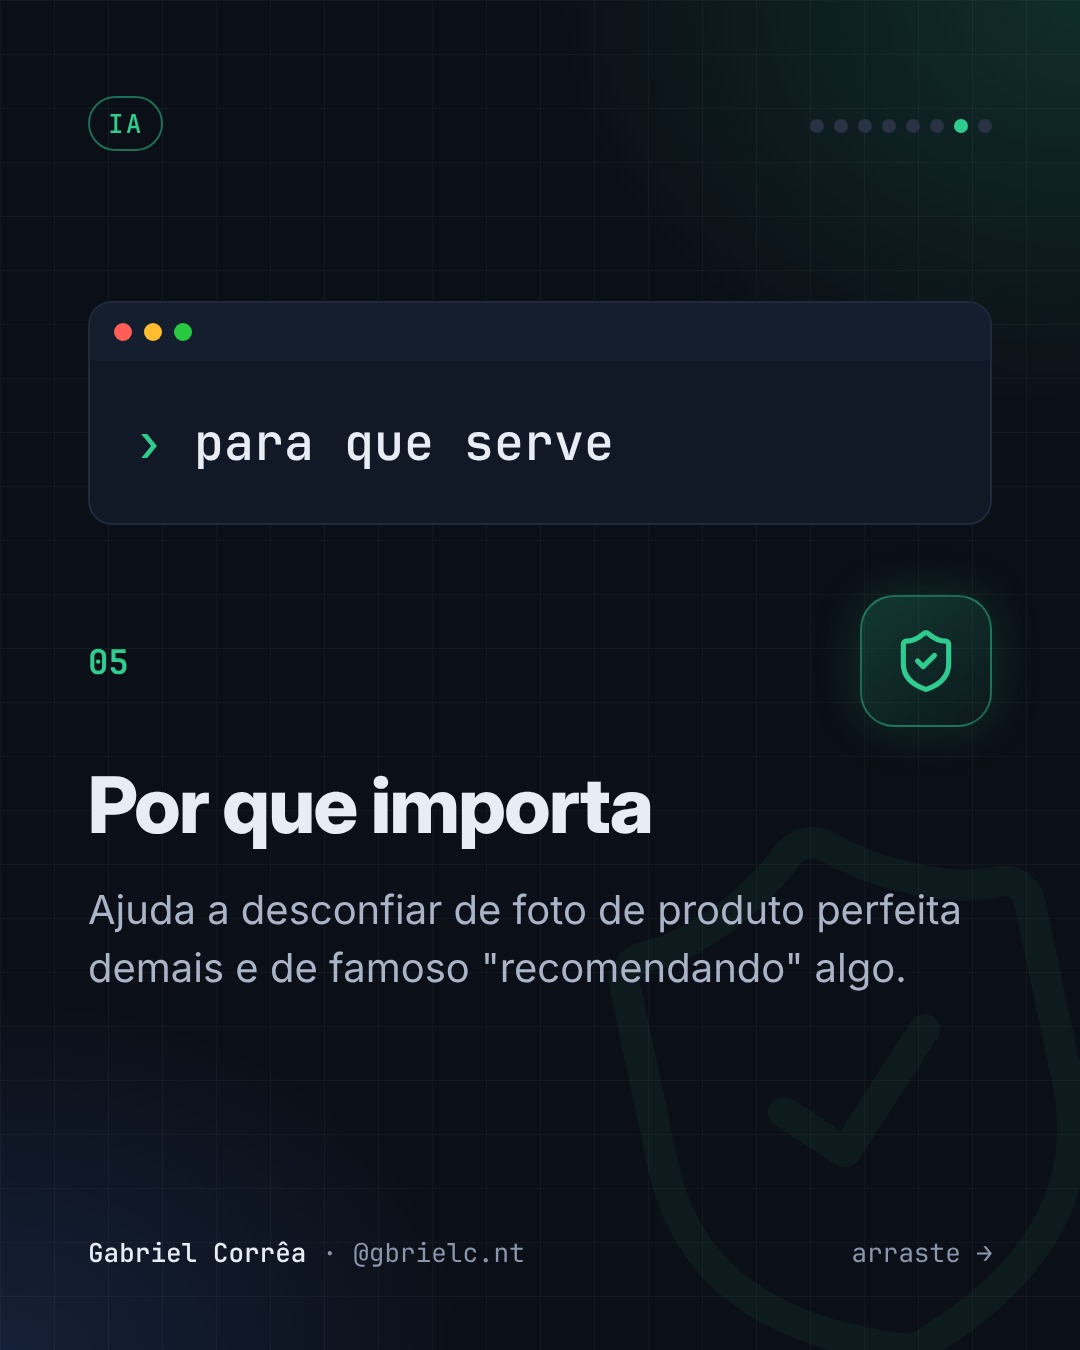 IA
› para que serve
05
Por que importa
Ajuda a desconfiar de foto de produto perfeita
demais e de famoso "recomendando" algo.
Gabriel Corrêa · @gbrielc.nt
arraste →